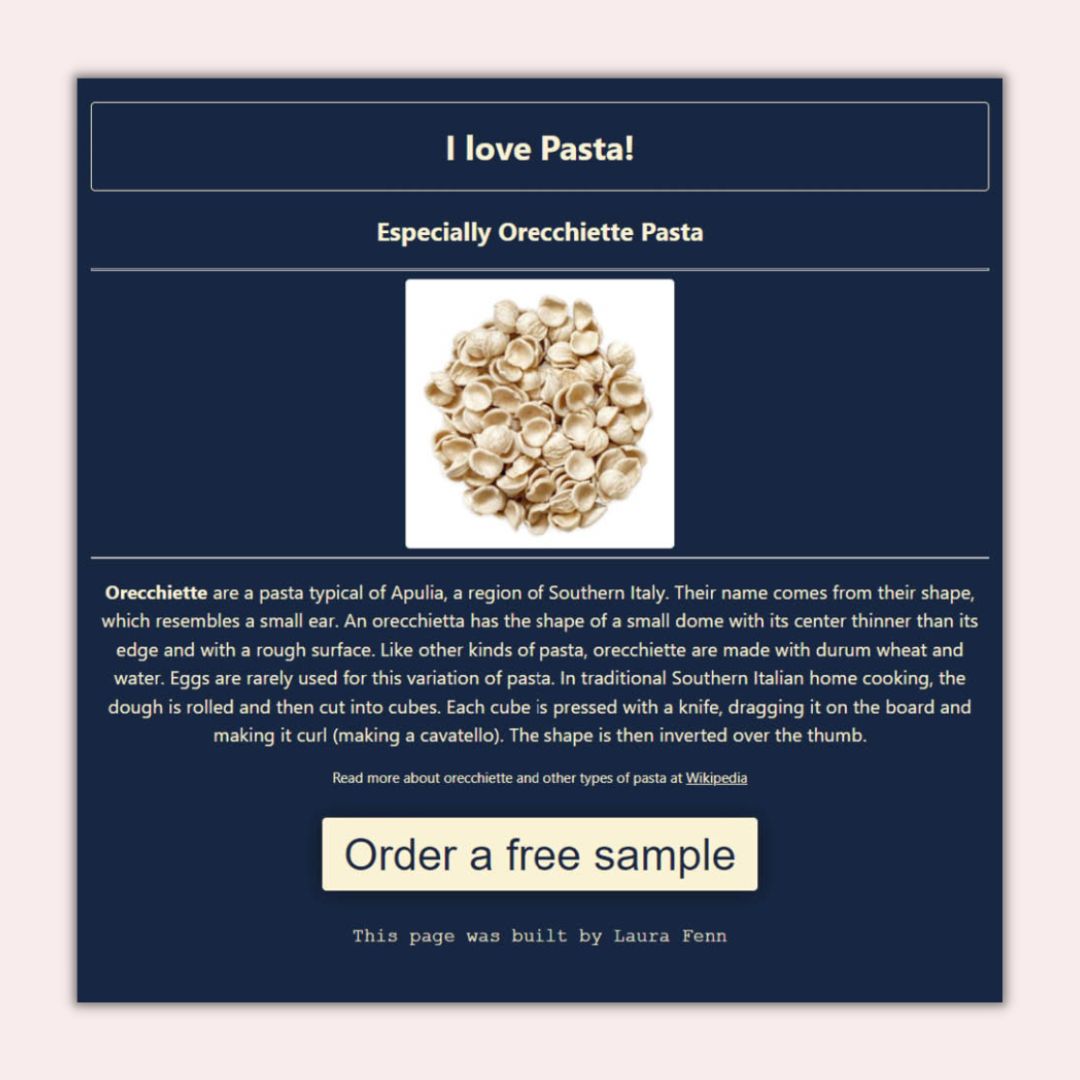 I love Pasta!
Especially Orecchiette Pasta
Orecchiette are a pasta typical of Apulia, a region of Southern Italy. Their name comes from their shape,
which resembles a small ear. An orecchietta has the shape of a small dome with its center thinner than its
edge and with a rough surface. Like other kinds of pasta, orecchiette are made with durum wheat and
water. Eggs are rarely used for this variation of pasta. In traditional Southern Italian home cooking, the
dough is rolled and then cut into cubes. Each cube is pressed with a knife, dragging it on the board and
making it curl (making a cavatello). The shape is then inverted over the thumb.
Read more about orecchiette and other types of pasta at Wikipedia
Order a free sample
This page was built by Laura Fenn